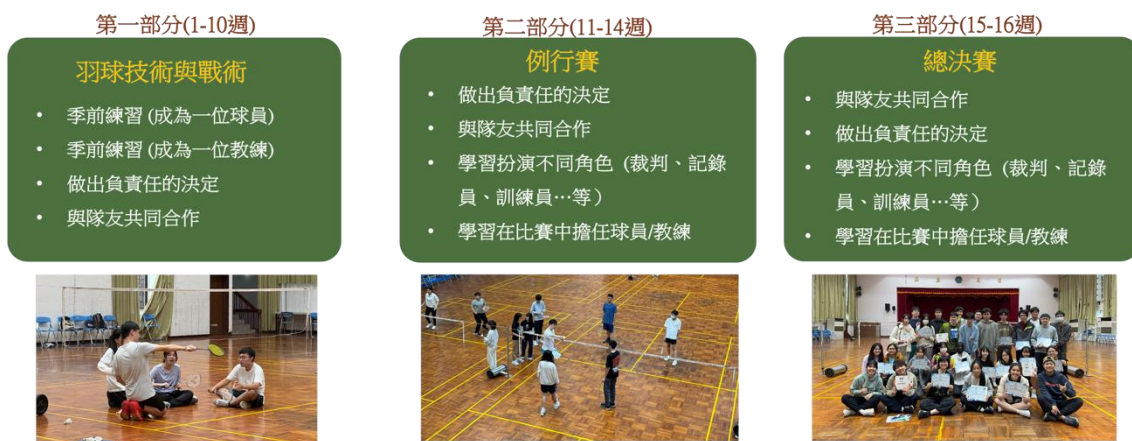 第一部分(1-10週)
羽球技術與戰術
• 季前練習 (成為一位球員)
• 季前練習 (成為一位教練)
• 做出負責任的決定
• 與隊友共同合作
第二部分(11-14週)
例行賽
• 做出負責任的決定
• 與隊友共同合作
• 學習扮演不同角色（裁判、記錄
員、訓練員…等）
• 學習在比賽中擔任球員/教練
第三部分(15-16週)
總決賽
• 與隊友共同合作
• 做出負責任的決定
• 學習扮演不同角色（裁判、記錄
員、訓練員…等）
• 學習在比賽中擔任球員/教練